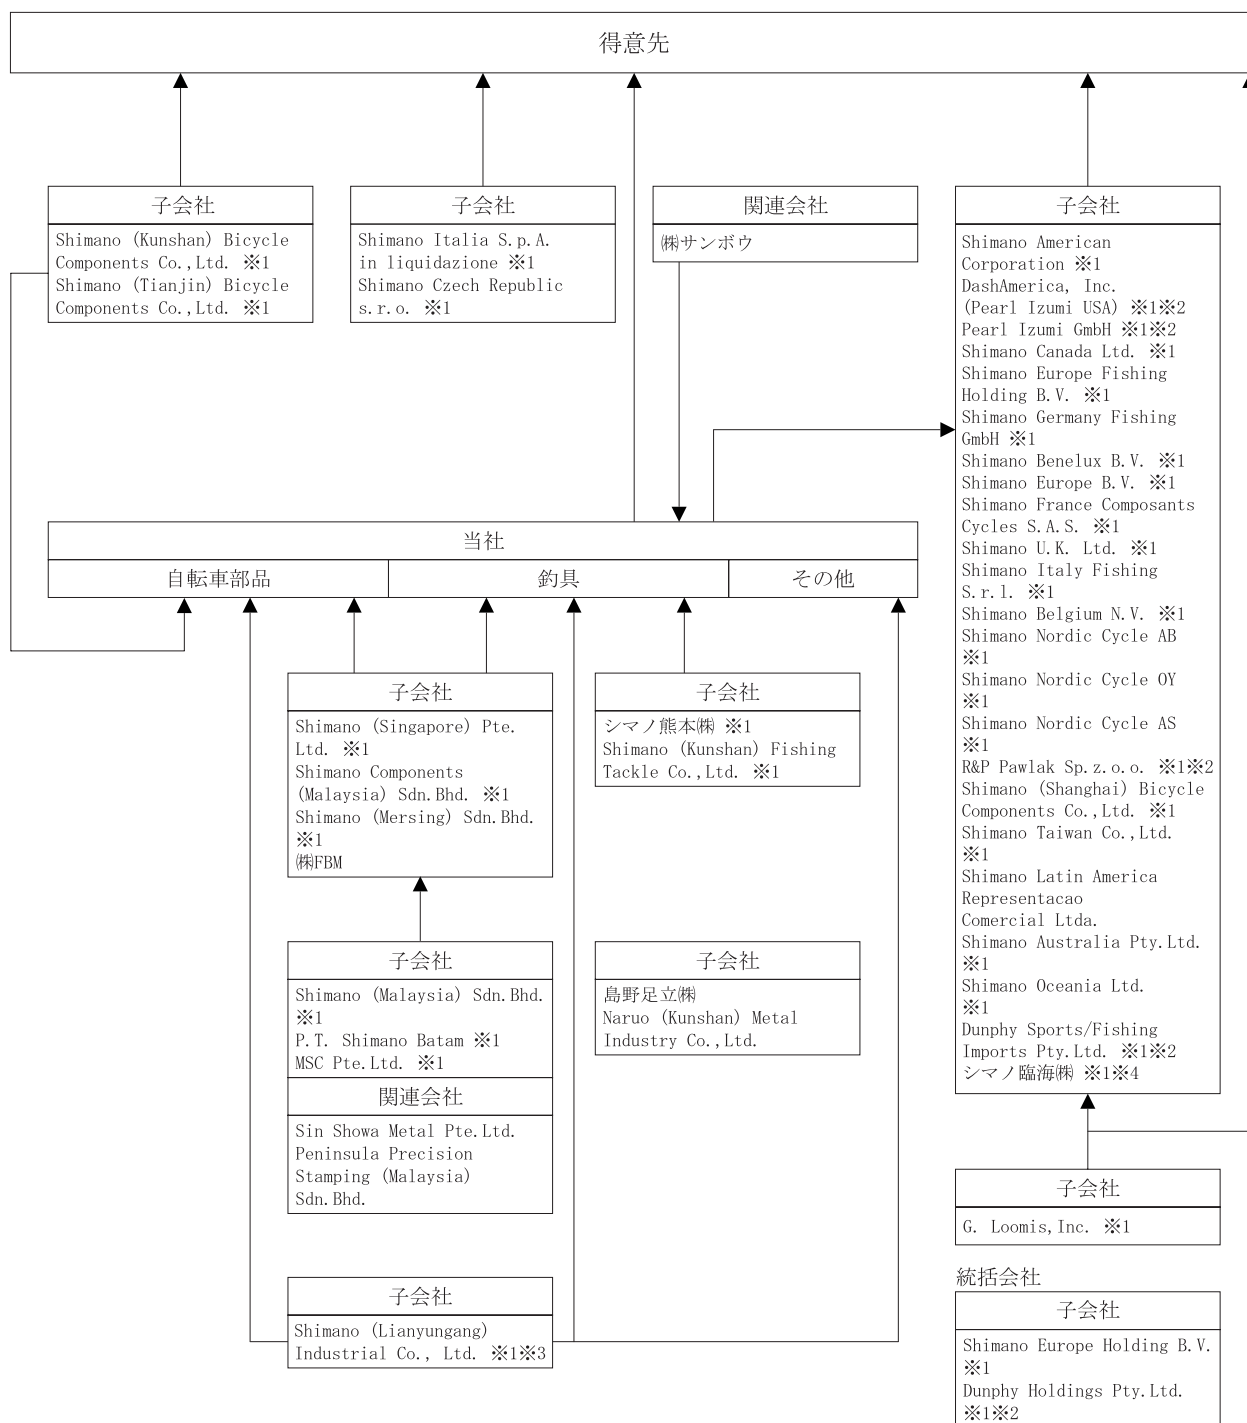 得意先
子会社
Shimano (Kunshan) Bicycle
Components Co.,Ltd. ※1
Shimano (Tianjin) Bicycle
Components Co.,Ltd. ※1
子会社
Shimano Italia S.p.A.
in liquidazione ※1
Shimano Czech Republic
s.r.o. ※1
関連会社
㈱サンボウ
子会社
Shimano American
Corporation ※1
DashAmerica, Inc.
(Pearl Izumi USA) ※1※2
Pearl Izumi GmbH ※1※2
Shimano Canada Ltd. ※1
Shimano Europe Fishing
Holding B.V. ※1
Shimano Germany Fishing
GmbH ※1
Shimano Benelux B.V. ※1
Shimano Europe B.V. ※1
Shimano France Composants
Cycles S.A.S. ※1
Shimano U.K. Ltd. ※1
Shimano Italy Fishing
S.r.l. ※1
Shimano Belgium N.V. ※1
Shimano Nordic Cycle AB
※1
Shimano Nordic Cycle OY
※1
Shimano Nordic Cycle AS
※1
R&P Pawlak Sp.z.o.o. ※1※2
Shimano (Shanghai) Bicycle
Components Co.,Ltd. ※1
Shimano Taiwan Co.,Ltd.
※1
Shimano Latin America
Representacao
Comercial Ltda.
Shimano Australia Pty.Ltd.
※1
Shimano Oceania Ltd.
※1
Dunphy Sports/Fishing
Imports Pty.Ltd. ※1※2
シマノ臨海㈱ ※1※4
当社
自転車部品
釣具
その他
子会社
Shimano (Singapore) Pte.
Ltd. ※1
Shimano Components
(Malaysia) Sdn.Bhd. ※1
Shimano (Mersing) Sdn.Bhd.
※1
㈱FBM
子会社
シマノ熊本㈱ ※1
Shimano (Kunshan) Fishing
Tackle Co.,Ltd. ※1
子会社
Shimano (Malaysia) Sdn.Bhd.
※1
P.T. Shimano Batam ※1
MSC Pte.Ltd. ※1
関連会社
Sin Showa Metal Pte.Ltd.
Peninsula Precision
Stamping (Malaysia)
Sdn.Bhd.
子会社
島野足立㈱
Naruo (Kunshan) Metal
Industry Co.,Ltd.
子会社
G. Loomis,Inc. ※1
子会社
Shimano (Lianyungang)
Industrial Co., Ltd. ※1※3
統括会社
子会社
Shimano Europe Holding B.V.
※1
Dunphy Holdings Pty.Ltd.
※1※2